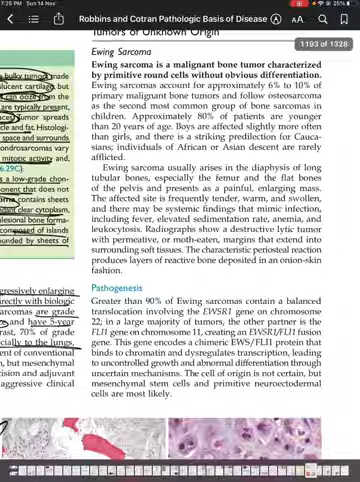 7:25 PM Sun 14 Nov
25%
Robbins and Cotran Pathologic Basis of Disease
AA
1193 of 1328
Tumors of Unknown Origin
Ewing Sarcoma
Ewing sarcoma is a malignant bone tumor characterized
by primitive round cells without obvious differentiation.
Ewing sarcomas account for approximately 6% to 10% of
primary malignant bone tumors and follow osteosarcoma
as the second most common group of bone sarcomas in
children. Approximately 80% of patients are younger
than 20 years of age. Boys are affected slightly more often
than girls, and there is a striking predilection for Cauca-
sians; individuals of African or Asian descent are rarely
afflicted.
Ewing sarcoma usually arises in the diaphysis of long
tubular bones, especially the femur and the flat bones
of the pelvis and presents as a painful, enlarging mass.
The affected site is frequently tender, warm, and swollen,
and there may be systemic findings that mimic infection,
including fever, elevated sedimentation rate, anemia, and
leukocytosis. Radiographs show a destructive lytic tumor
with permeative, or moth-eaten, margins that extend into
surrounding soft tissues. The characteristic periosteal reaction
produces layers of reactive bone deposited in an onion-skin
fashion.
Pathogenesis
Greater than 90% of Ewing sarcomas contain a balanced
translocation involving the EWSR1 gene on chromosome
22; in a large majority of tumors, the other partner is the
FLI1 gene on chromosome 11, creating an EWSR1/FLI1 fusion
gene. This gene encodes a chimeric EWS/FLI1 protein that
binds to chromatin and dysregulates transcription, leading
to uncontrolled growth and abnormal differentiation through
uncertain mechanisms. The cell of origin is not certain, but
mesenchymal stem cells and primitive neuroectodermal
cells are most likely.
bulky tumors grade
lucent cartilage, but
can ooze from the
are typically present,
Tumor spreads
cle and fat. Histologi-
space and surrounds
ondrosarcomas vary
mitotic activity and,
6.29C).
s a low-grade chon-
onent that does not
contains sheets
clear cytoplasm,
lesional bone forma-
composed of islands
ounded by sheets of
gressively enlarging
directly with biologic
arcomas are grade
and have 5-year
rast, 70% of grade
cially to the lungs,
ent of conventional
n, but mesenchymal
cision and adjuvant
aggressive clinical